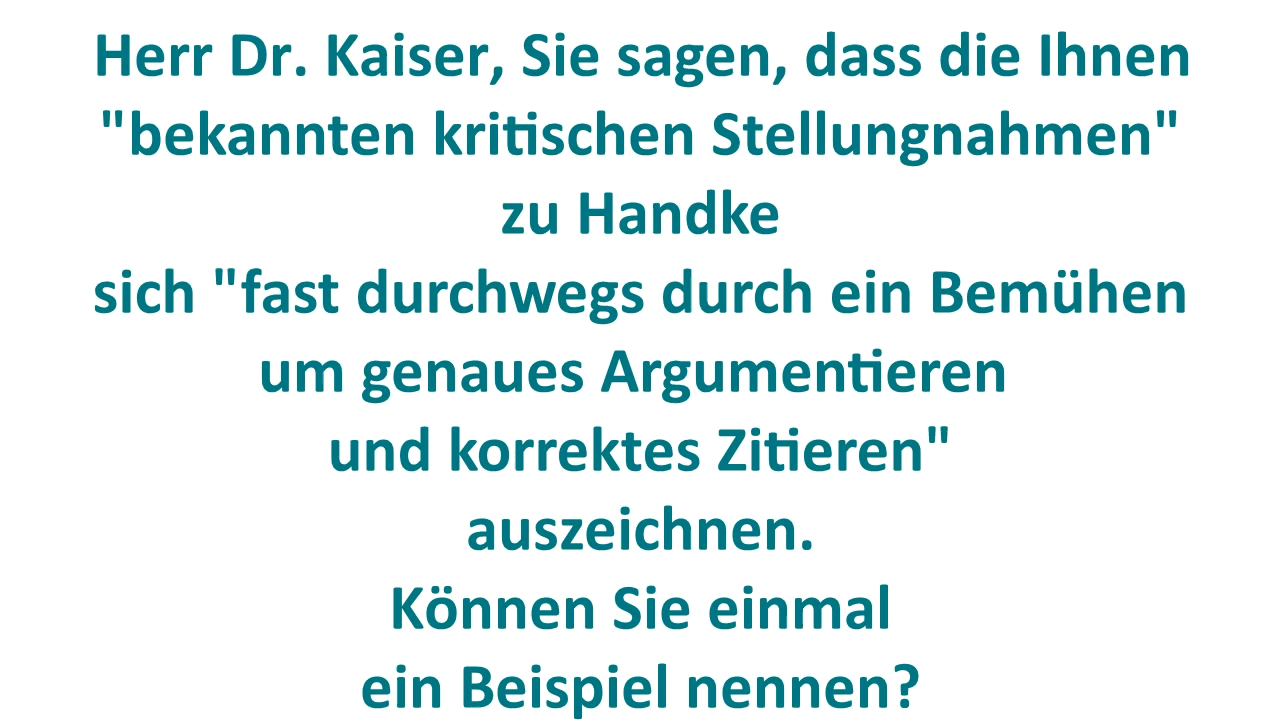 Herr Dr. Kaiser, Sie sagen, dass die Ihnen
"bekannten kritischen Stellungnahmen"
zu Handke
sich "fast durchwegs durch ein Bemühen
um genaues Argumentieren
und korrektes Zitieren"
auszeichnen.
Können Sie einmal
ein Beispiel nennen?